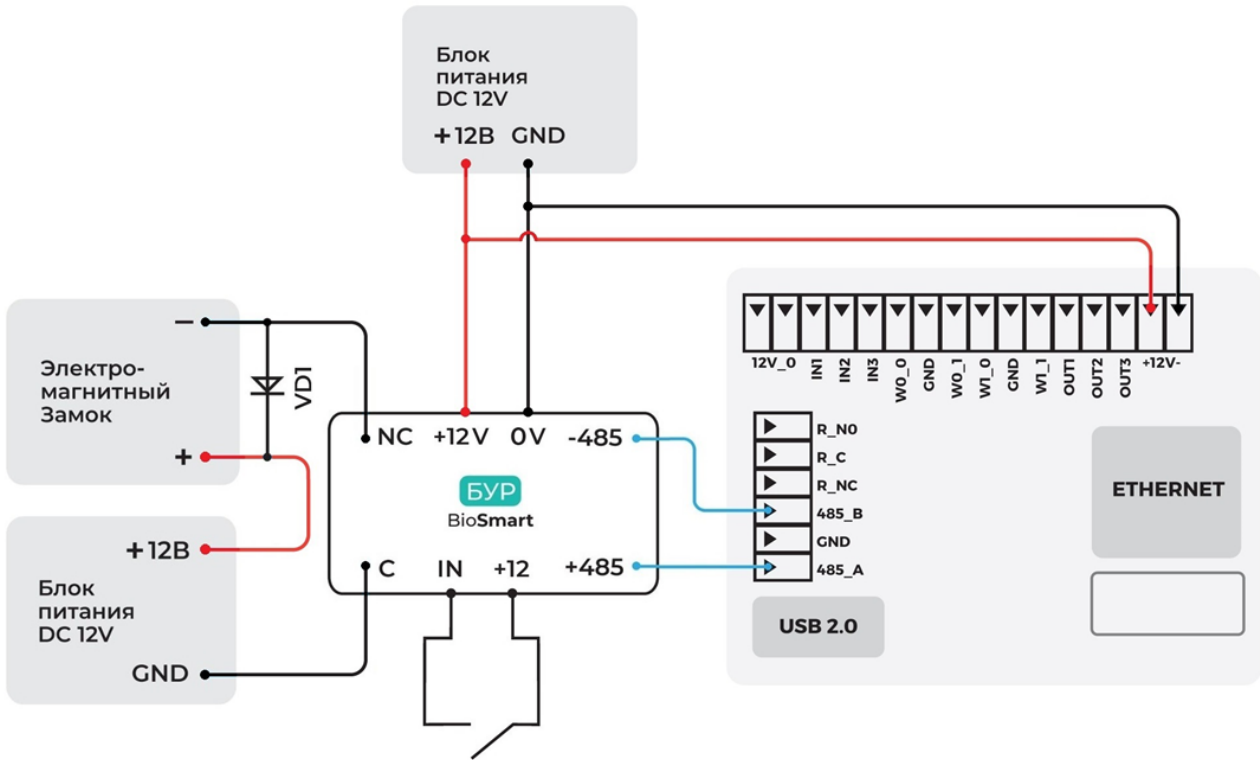 Блок
питания
DC 12V
+12В GND
−
Электро-
магнитный
Замок
+
VD1
+12В
Блок
питания
DC 12V
GND
NC +12V 0V -485
БУР
BioSmart
C IN +12 +485
12V_0 IN1 IN2 IN3 W0_0 GND W0_1 W1_0 GND W1_1 OUT1 OUT2 OUT3 +12V-
R_N0
R_C
R_NC
485_B
GND
485_A
USB 2.0
ETHERNET